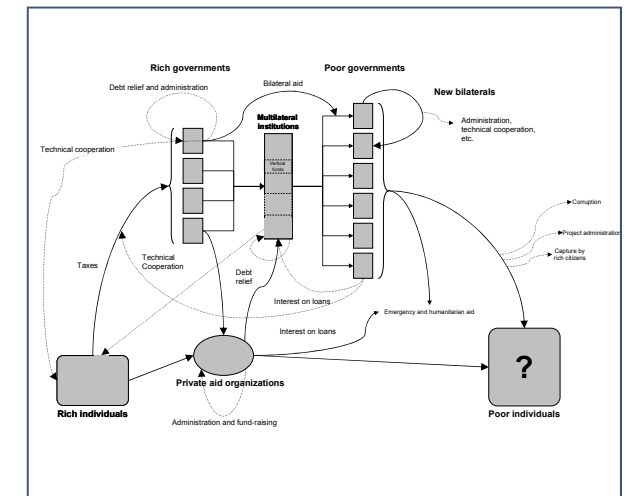 Rich governments
Poor governments
Debt relief and administration
Bilateral aid
New bilaterals
Multilateral
institutions
Administration,
technical cooperation,
etc.
Technical cooperation
Vertical
funds
Corruption
Project administration
Capture by
rich citizens
Taxes
Technical
Cooperation
Debt
relief
Interest on loans
Emergency and humanitarian aid
Interest on loans
?
Private aid organizations
Rich individuals
Poor individuals
Administration and fund-raising